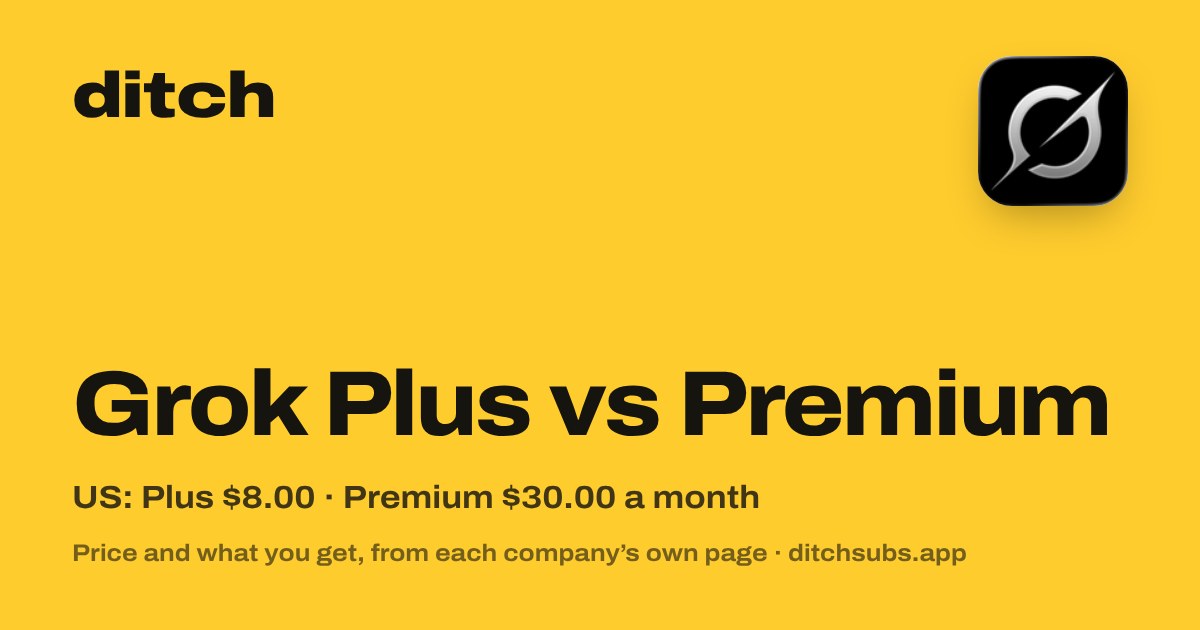 ditch
Grok Plus vs Premium
US: Plus $8.00 · Premium $30.00 a month
Price and what you get, from each company’s own page · ditchsubs.app